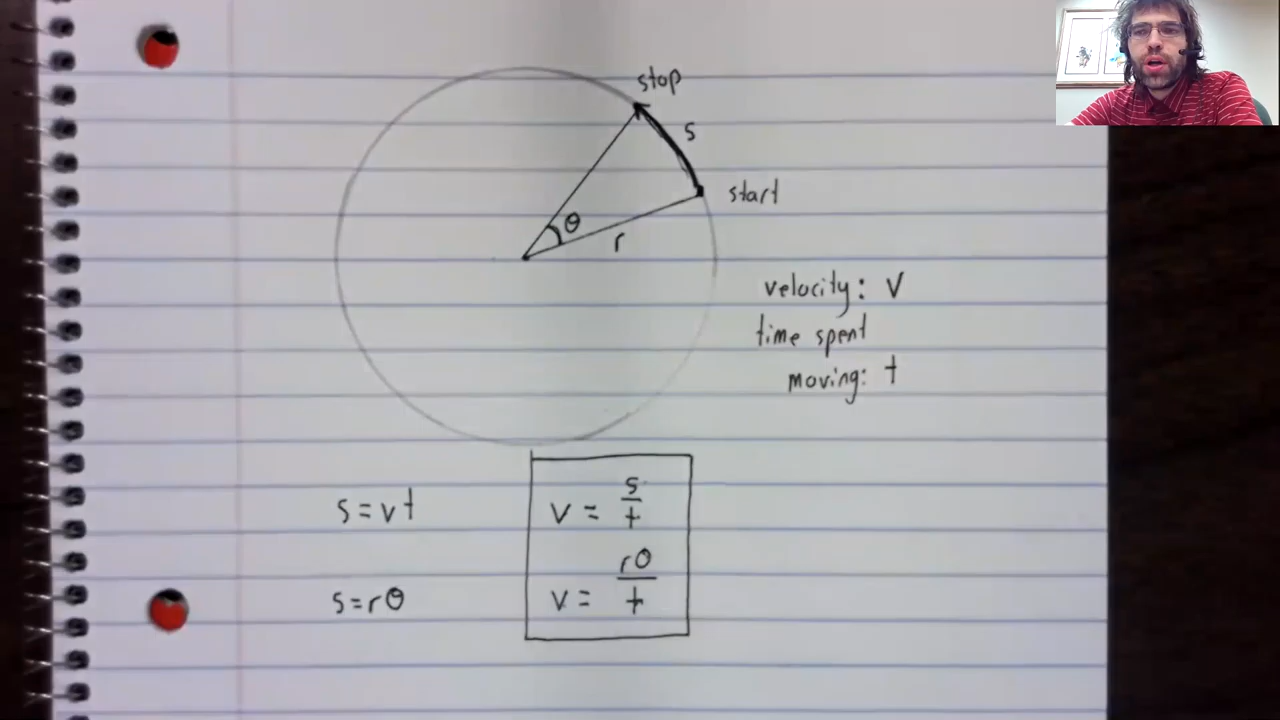 stop
s
start
θ
r
velocity: v
time spent
moving: t
s = vt
v = s/t
s = rθ
v = rθ/t